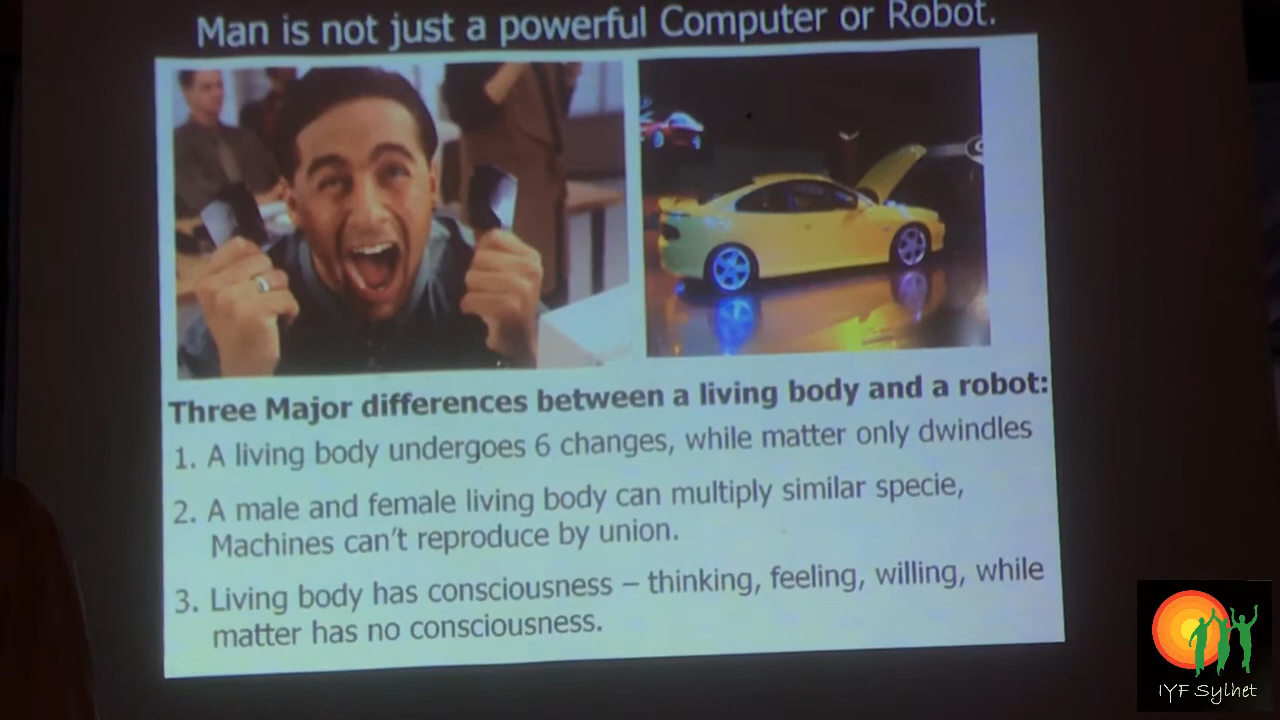 Man is not just a powerful Computer or Robot.
Three Major differences between a living body and a robot:
1. A living body undergoes 6 changes, while matter only dwindles
2. A male and female living body can multiply similar specie,
Machines can't reproduce by union.
3. Living body has consciousness – thinking, feeling, willing, while
matter has no consciousness.
IYF Sylhet